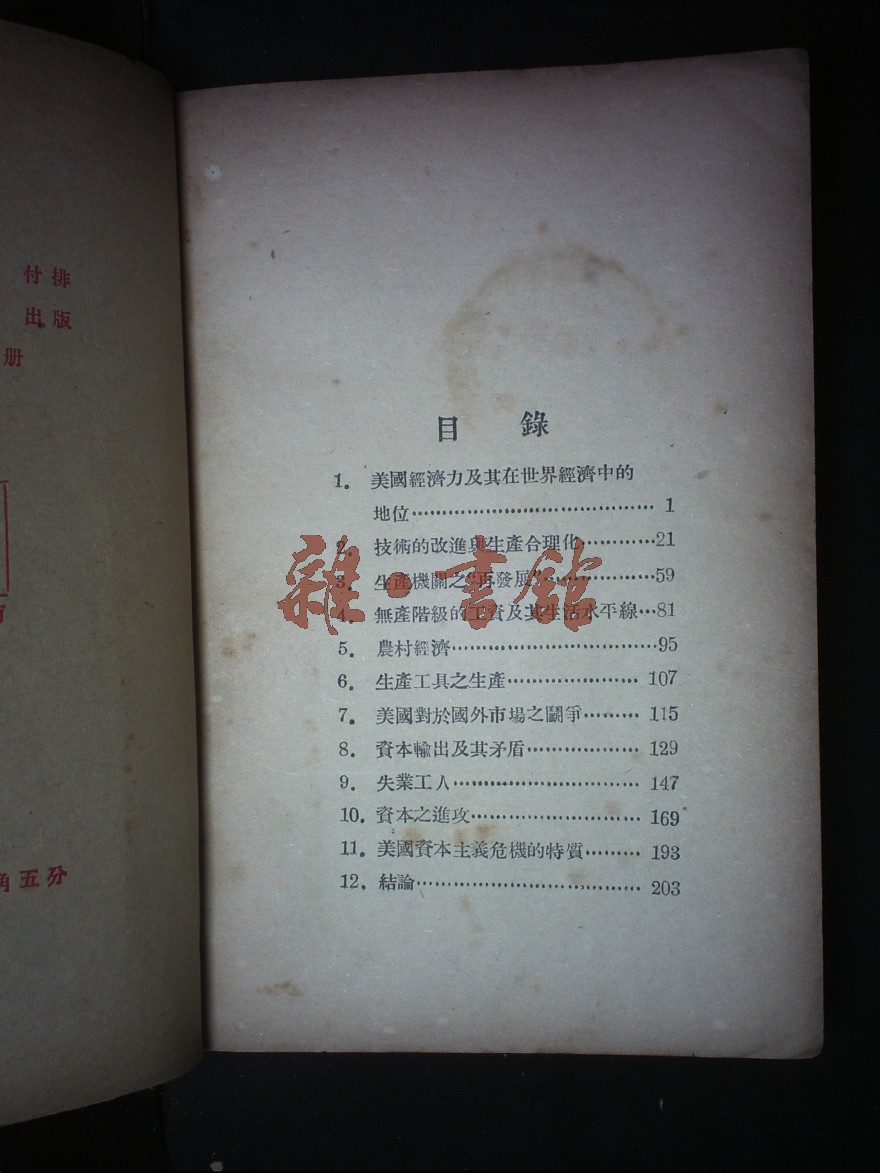 付排
出版
册
角五分
目錄
1. 美國經濟力及其在世界經濟中的
地位……………………………………1
2. 技術的改進與生產合理化…………21
3. 生產機關之“再發展”………………59
4. 無產階級的工資及其生活水平線…81
5. 農村經濟………………………………95
6. 生產工具之生產…………………107
7. 美國對於國外市場之鬭爭………115
8. 資本輸出及其矛盾………………129
9. 失業工人…………………………147
10. 資本之進攻………………………169
11. 美國資本主義危機的特質………193
12. 結論………………………………203
雜·書館